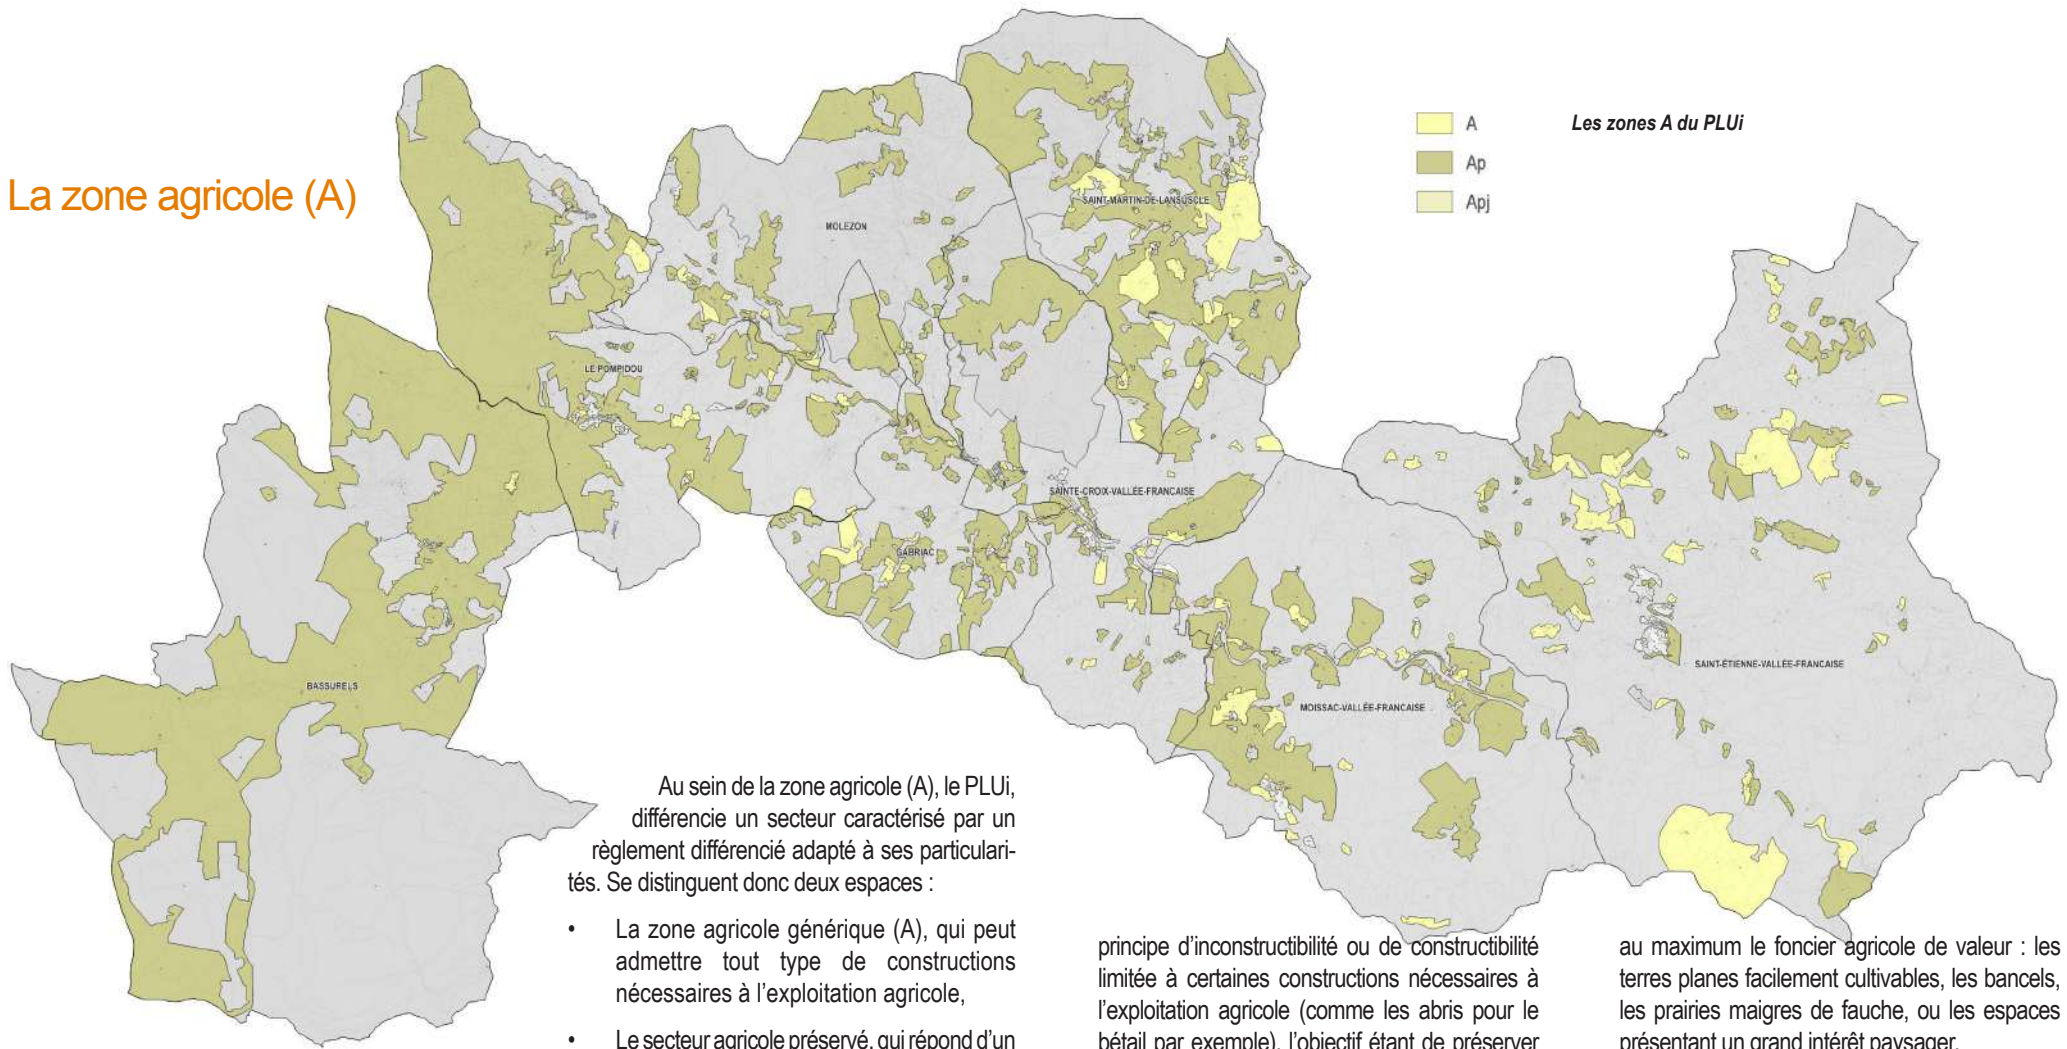 La zone agricole (A)
A
Ap
Apj
Les zones A du PLUi
SAINT-MARTIN-DE-LANSUSCLE
MOLEZON
LE POMPIDOU
SAINTE-CROIX-VALLÉE-FRANCAISE
GABRIAC
SAINT-ÉTIENNE-VALLÉE-FRANCAISE
BASSURELS
MOISSAC-VALLÉE-FRANCAISE
Au sein de la zone agricole (A), le PLUi,
différencie un secteur caractérisé par un
règlement différencié adapté à ses particulari-
tés. Se distinguent donc deux espaces :
• La zone agricole générique (A), qui peut
admettre tout type de constructions
nécessaires à l'exploitation agricole,
• Le secteur agricole préservé, qui répond d'un
principe d'inconstructibilité ou de constructibilité
limitée à certaines constructions nécessaires à
l'exploitation agricole (comme les abris pour le
bétail par exemple), l'objectif étant de préserver
au maximum le foncier agricole de valeur : les
terres planes facilement cultivables, les bancels,
les prairies maigres de fauche, ou les espaces
présentant un grand intérêt paysager.